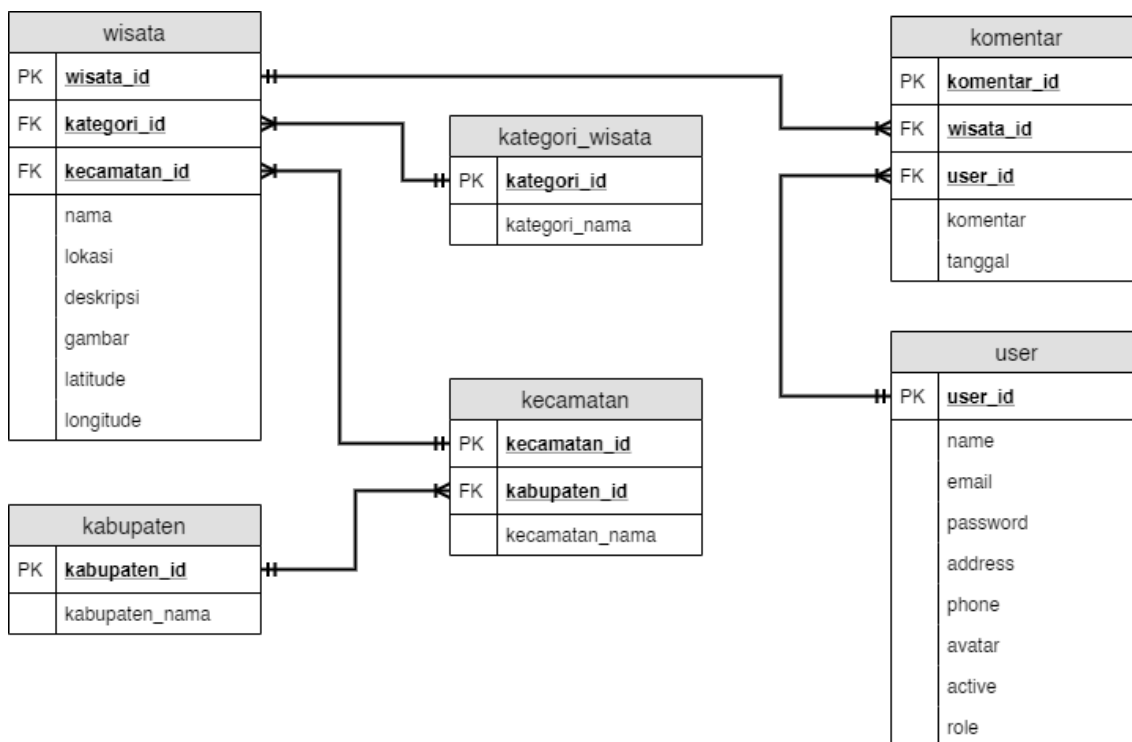 wisata
PK wisata_id
FK kategori_id
FK kecamatan_id
nama
lokasi
deskripsi
gambar
latitude
longitude
kategori_wisata
PK kategori_id
kategori_nama
komentar
PK komentar_id
FK wisata_id
FK user_id
komentar
tanggal
kecamatan
PK kecamatan_id
FK kabupaten_id
kecamatan_nama
kabupaten
PK kabupaten_id
kabupaten_nama
user
PK user_id
name
email
password
address
phone
avatar
active
role